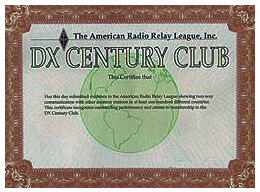 The American Radio Relay League, Inc.
DX CENTURY CLUB
This Certifies that
Has this day submitted evidence to the American Radio Relay League showing two-way
communication with other amateur stations in at least one hundred different countries.
This certificate recognizes outstanding performance and admits to membership in the
DX Century Club.